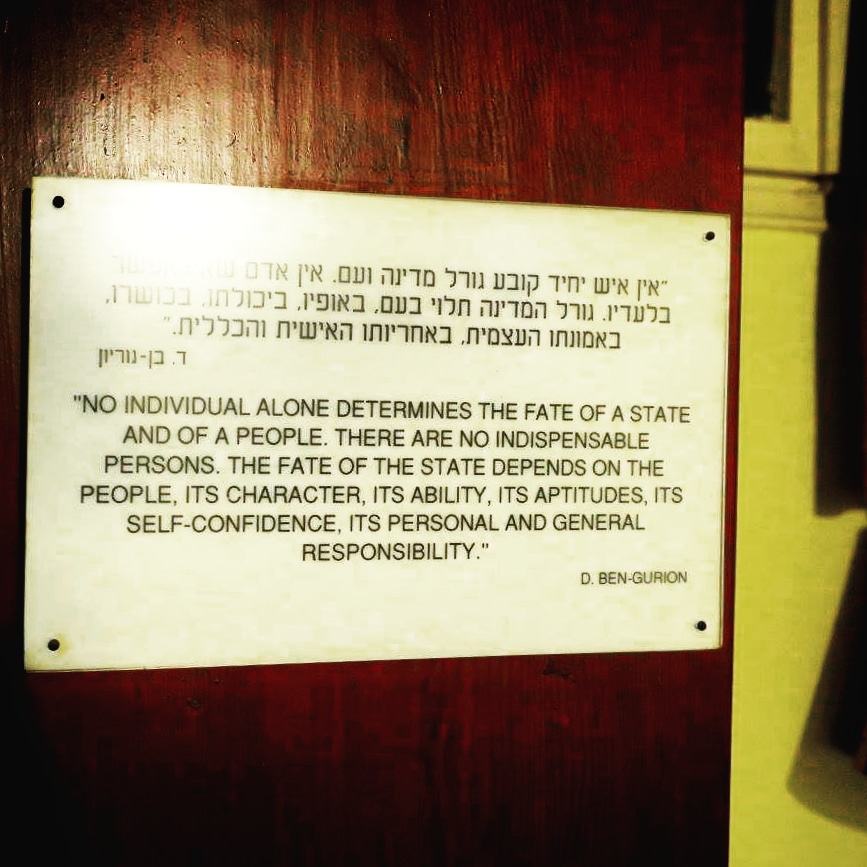 "אין איש יחיד קובע גורל מדינה ועם. אין אדם
בלעדיו. גורל המדינה תלוי בעם, באופיו, ביכולתו, בכושרו,
באמונתו העצמית, באחריותו האישית והכללית."
ד. בן-גוריון
"NO INDIVIDUAL ALONE DETERMINES THE FATE OF A STATE
AND OF A PEOPLE. THERE ARE NO INDISPENSABLE
PERSONS. THE FATE OF THE STATE DEPENDS ON THE
PEOPLE, ITS CHARACTER, ITS ABILITY, ITS APTITUDES, ITS
SELF-CONFIDENCE, ITS PERSONAL AND GENERAL
RESPONSIBILITY."
D. BEN-GURION